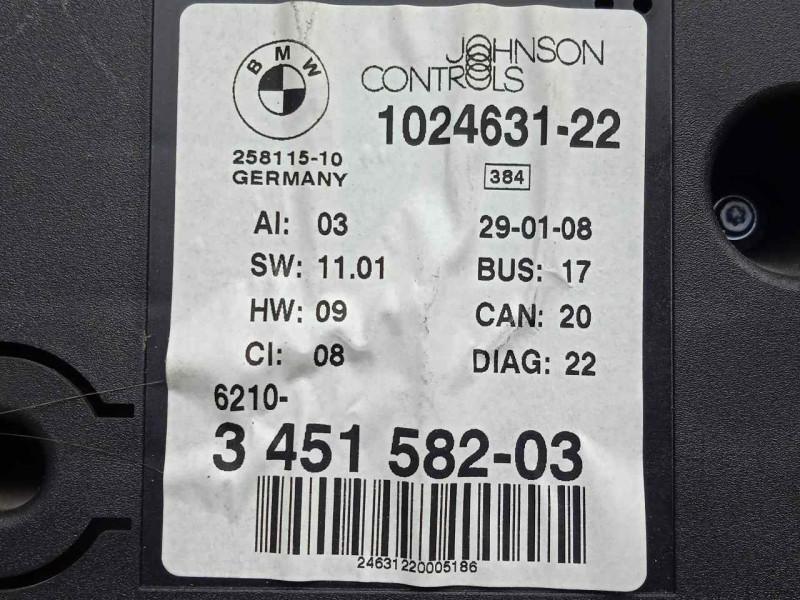 BMW
JOHNSON
CONTROLS
1024631-22
258115-10
GERMANY
384
AI: 03 29-01-08
SW: 11.01 BUS: 17
HW: 09 CAN: 20
CI: 08 DIAG: 22
6210-
3 451 582-03
24631220005186